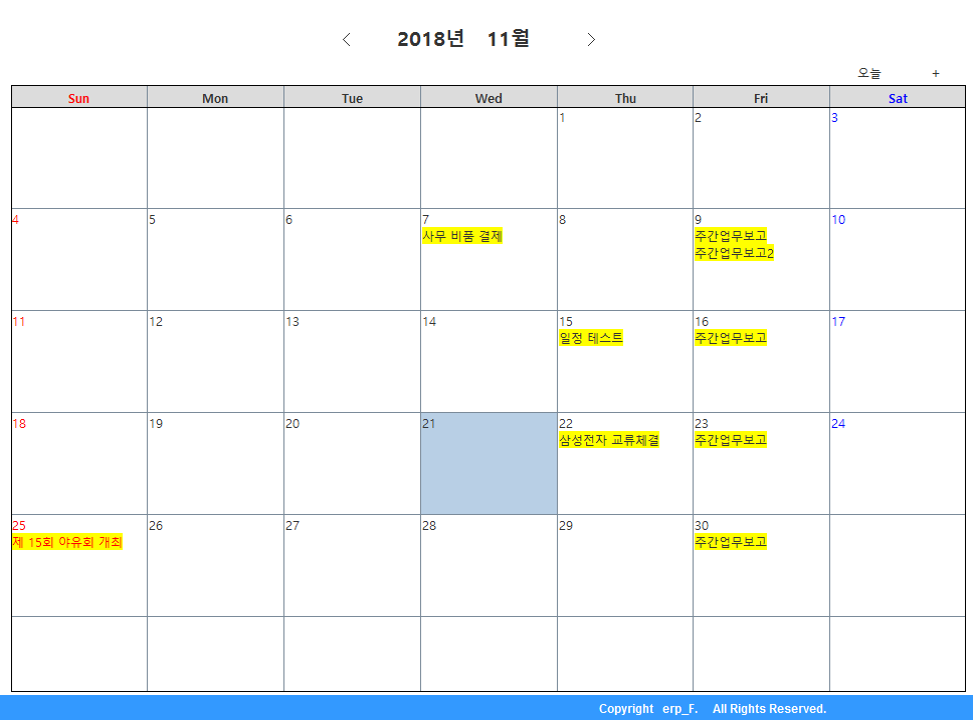 2018년 11월
오늘 +
Sun Mon Tue Wed Thu Fri Sat
1 2 3
4 5 6 7 8 9 10
사무 비품 결제 주간업무보고
주간업무보고2
11 12 13 14 15 16 17
일정 테스트 주간업무보고
18 19 20 21 22 23 24
삼성전자 교류체결 주간업무보고
25 26 27 28 29 30
제 15회 야유회 개최 주간업무보고
Copyright erp_F. All Rights Reserved.